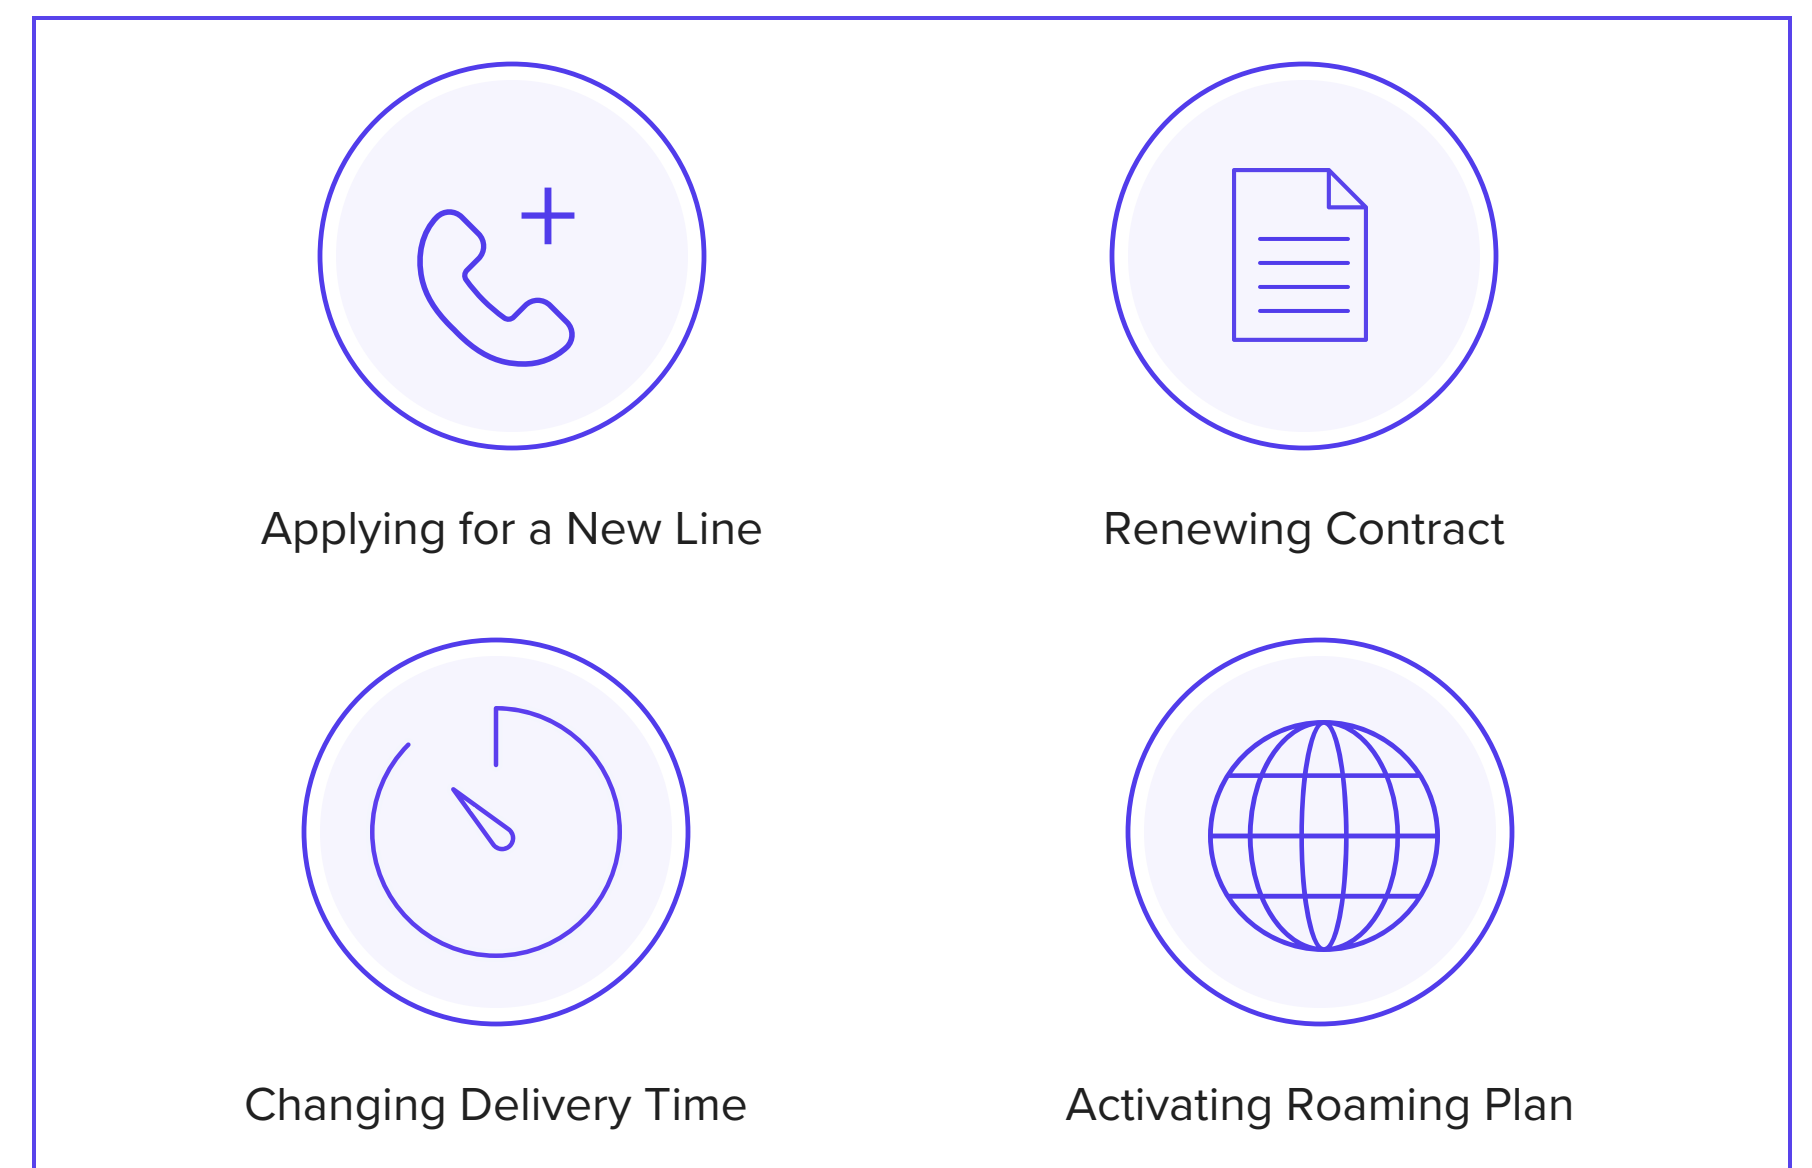 Applying for a New Line
Renewing Contract
Changing Delivery Time
Activating Roaming Plan